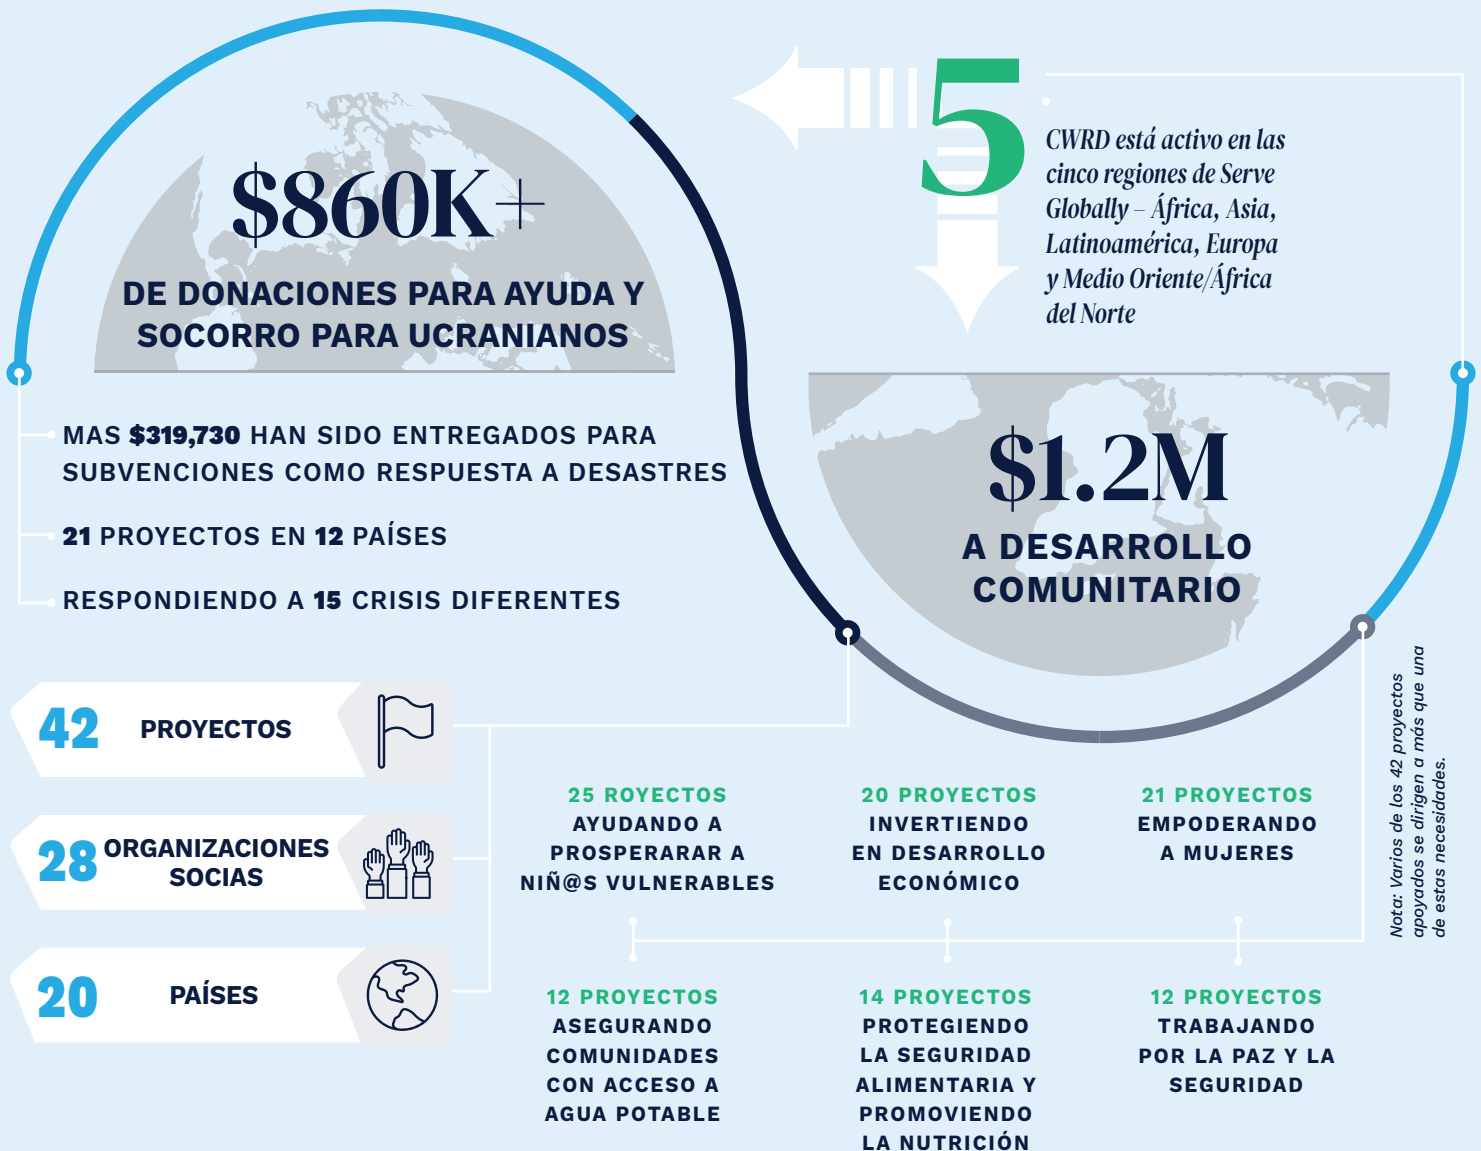 $860K+
DE DONACIONES PARA AYUDA Y
SOCORRO PARA UCRANIANOS
MAS $319,730 HAN SIDO ENTREGADOS PARA
SUBVENCIONES COMO RESPUESTA A DESASTRES
21 PROYECTOS EN 12 PAÍSES
RESPONDIENDO A 15 CRISIS DIFERENTES
5
CWRD está activo en las
cinco regiones de Serve
Globally – África, Asia,
Latinoamérica, Europa
y Medio Oriente/África
del Norte
$1.2M
A DESARROLLO
COMUNITARIO
42 PROYECTOS
28 ORGANIZACIONES
SOCIAS
20 PAÍSES
25 ROYECTOS
AYUDANDO A
PROSPERARAR A
NIÑ@S VULNERABLES
20 PROYECTOS
INVERTIENDO
EN DESARROLLO
ECONÓMICO
21 PROYECTOS
EMPODERANDO
A MUJERES
12 PROYECTOS
ASEGURANDO
COMUNIDADES
CON ACCESO A
AGUA POTABLE
14 PROYECTOS
PROTEGIENDO
LA SEGURIDAD
ALIMENTARIA Y
PROMOVIENDO
LA NUTRICIÓN
12 PROYECTOS
TRABAJANDO
POR LA PAZ Y LA
SEGURIDAD
Nota: Varios de los 42 proyectos
apoyados se dirigen a más que una
de estas necesidades.